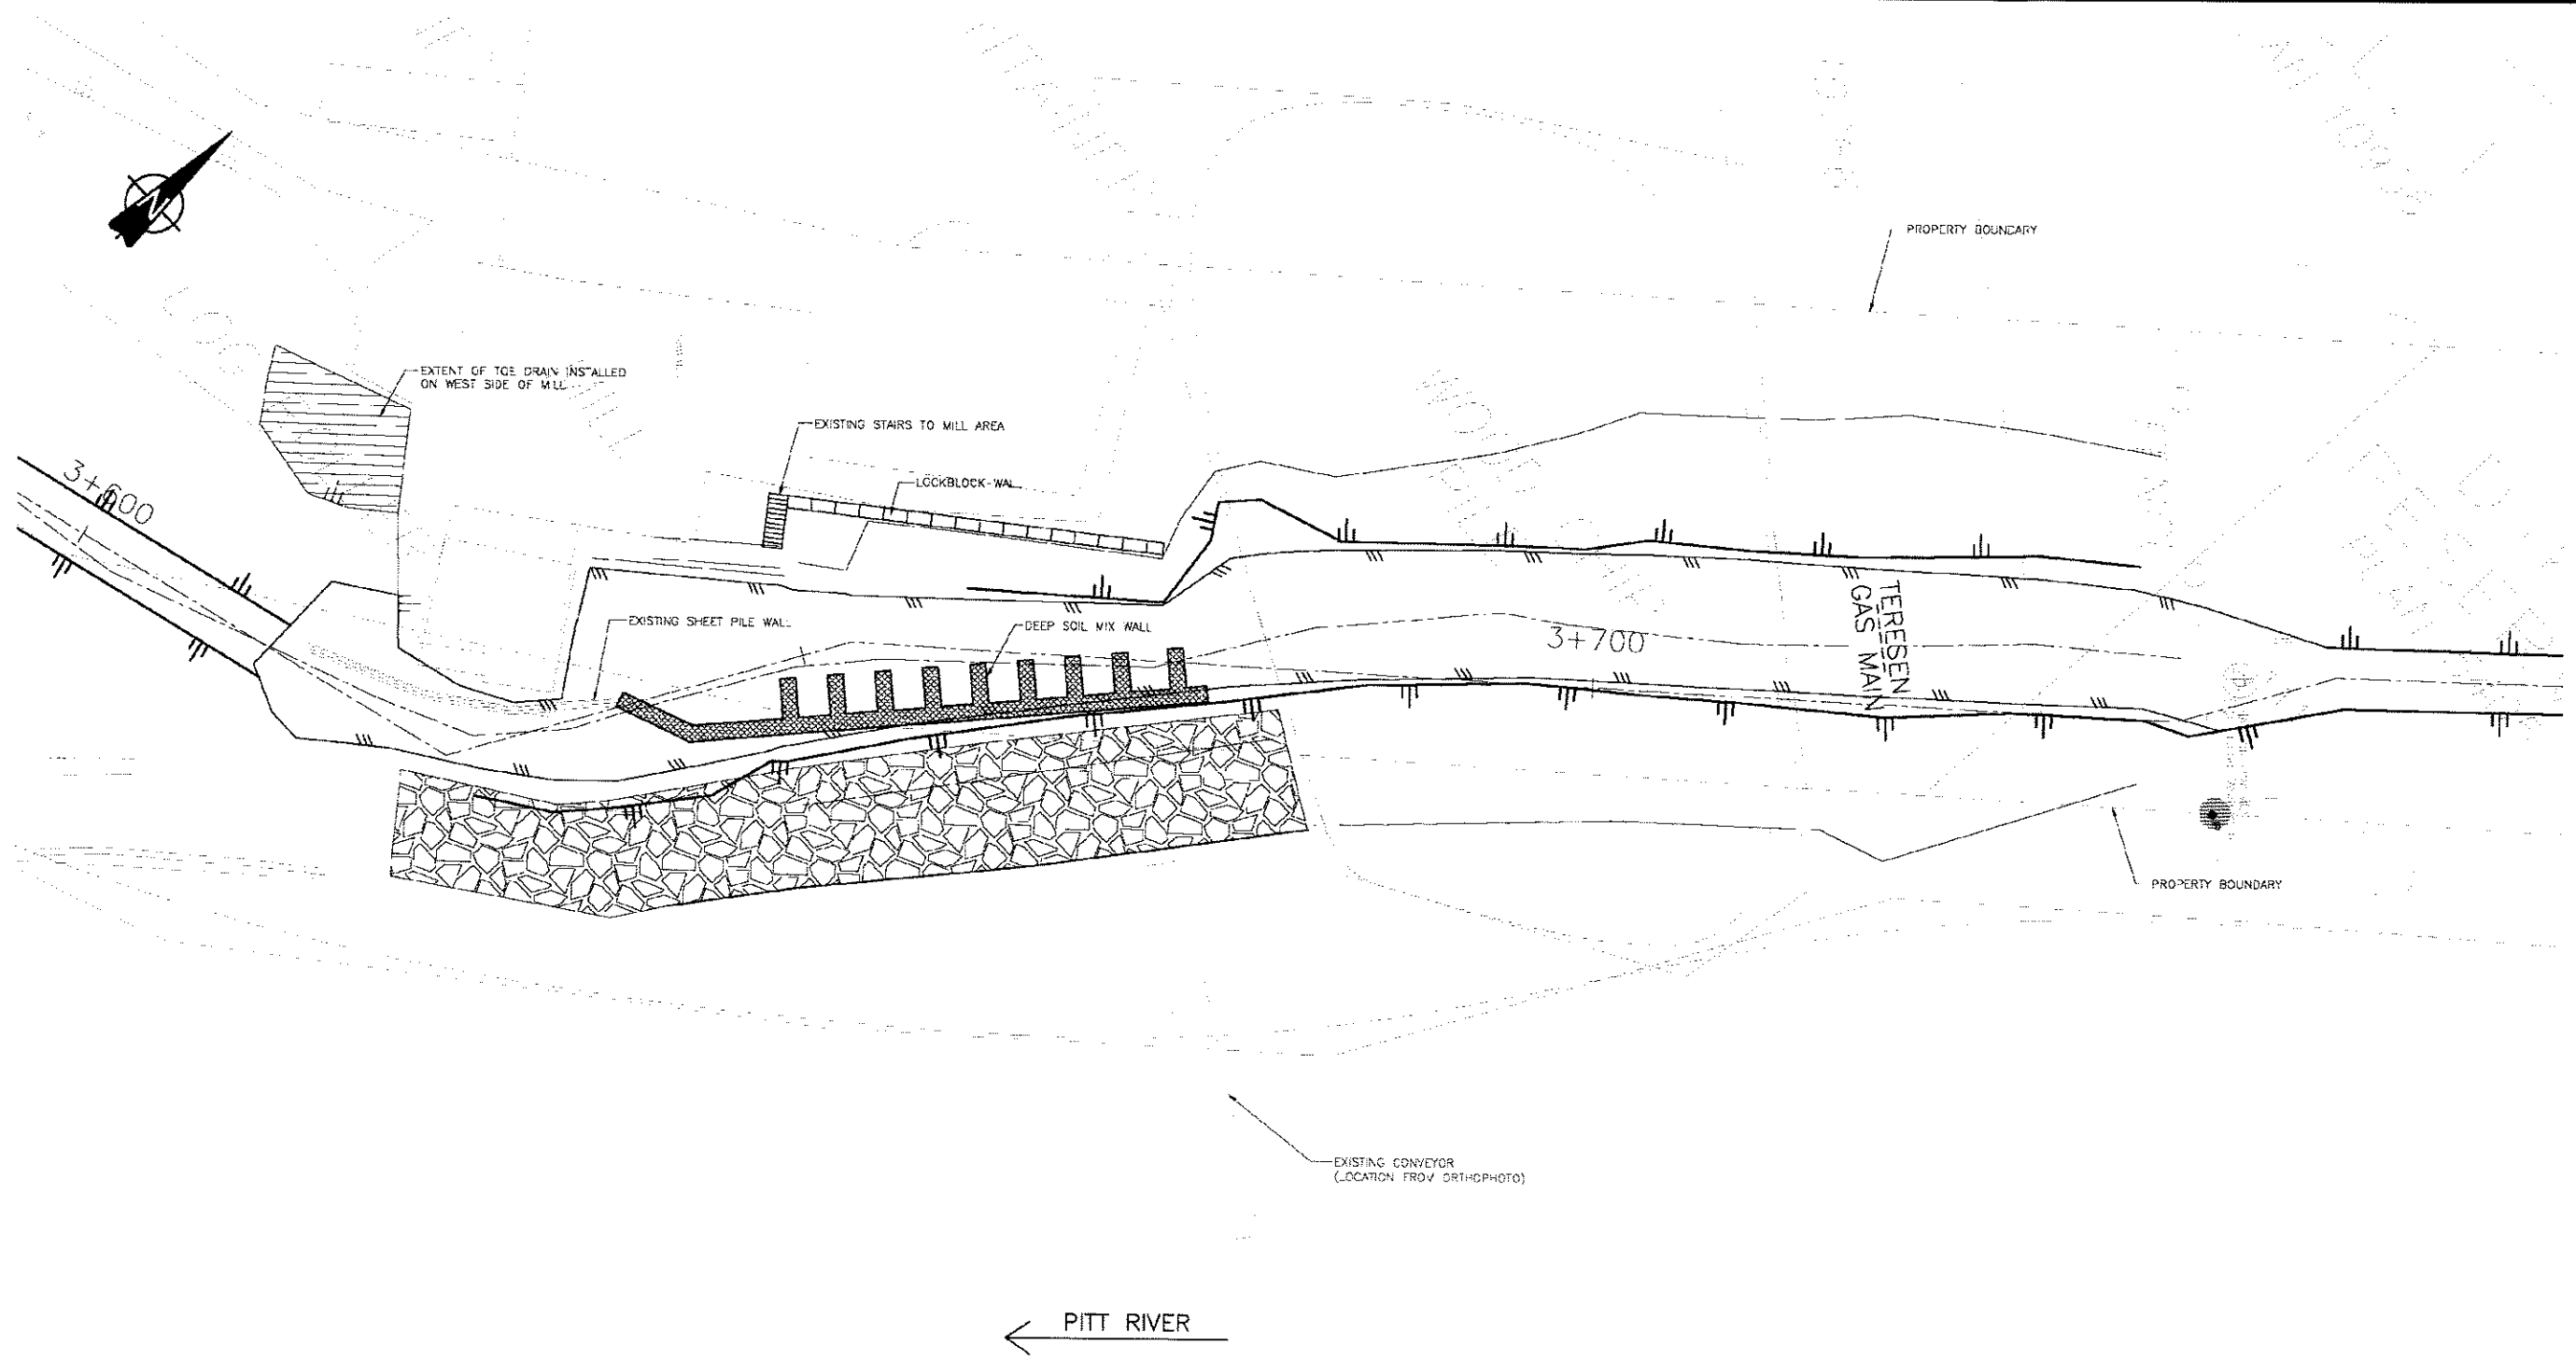 PROPERTY BOUNDARY
EXTENT OF TOE DRAIN INSTALLED
ON WEST SIDE OF MILL
EXISTING STAIRS TO MILL AREA
LOCKBLOCK WALL
3+600
N
EXISTING SHEET PILE WALL
DEEP SOIL MIX WALL
3+700
TERESEN
GAS MAIN
PROPERTY BOUNDARY
EXISTING CONVEYOR
(LOCATION FROM ORTHOPHOTO)
PITT RIVER